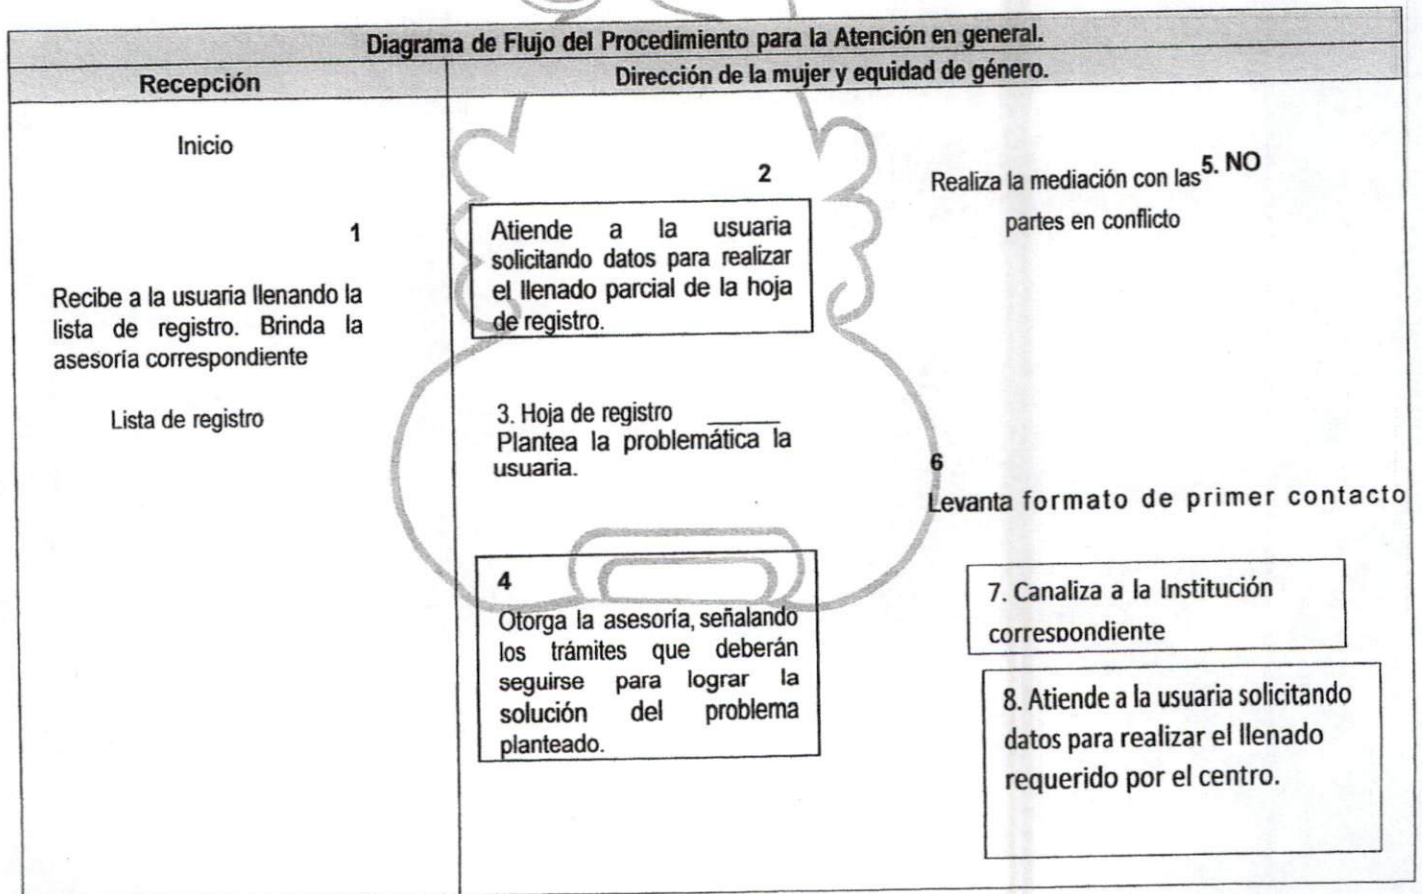 Diagrama de Flujo del Procedimiento para la Atención en general.
Recepción
Dirección de la mujer y equidad de género.
Inicio
1
Recibe a la usuaria llenando la
lista de registro. Brinda la
asesoría correspondiente
Lista de registro
2
Atiende a la usuaria
solicitando datos para realizar
el llenado parcial de la hoja
de registro.
3. Hoja de registro ______
Plantea la problemática la
usuaria.
4
Otorga la asesoría, señalando
los trámites que deberán
seguirse para lograr la
solución del problema
planteado.
Realiza la mediación con las 5. NO
partes en conflicto
6
Levanta formato de primer contacto
7. Canaliza a la Institución
correspondiente
8. Atiende a la usuaria solicitando
datos para realizar el llenado
requerido por el centro.